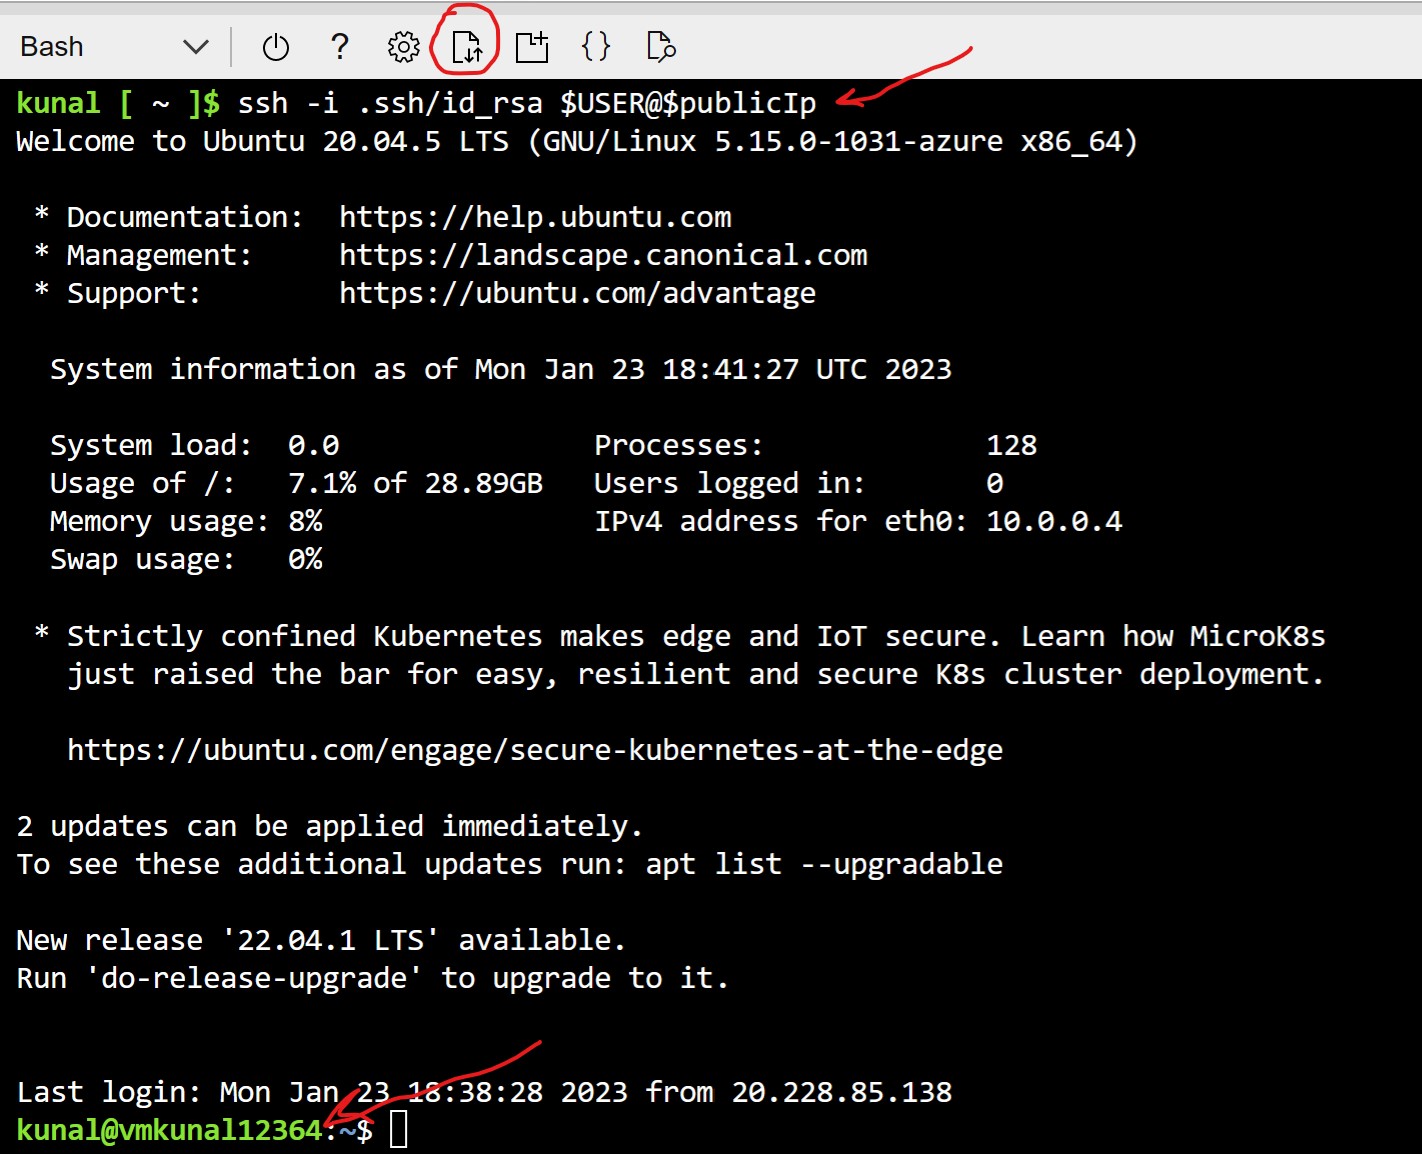 Bash
?
{}
kunal [ ~ ]$ ssh -i .ssh/id_rsa $USER@$publicIp
Welcome to Ubuntu 20.04.5 LTS (GNU/Linux 5.15.0-1031-azure x86_64)
* Documentation:  https://help.ubuntu.com
* Management:     https://landscape.canonical.com
* Support:        https://ubuntu.com/advantage
System information as of Mon Jan 23 18:41:27 UTC 2023
System load:  0.0               Processes:             128
Usage of /:   7.1% of 28.89GB   Users logged in:       0
Memory usage: 8%                IPv4 address for eth0: 10.0.0.4
Swap usage:   0%
* Strictly confined Kubernetes makes edge and IoT secure. Learn how MicroK8s
just raised the bar for easy, resilient and secure K8s cluster deployment.
https://ubuntu.com/engage/secure-kubernetes-at-the-edge
2 updates can be applied immediately.
To see these additional updates run: apt list --upgradable
New release '22.04.1 LTS' available.
Run 'do-release-upgrade' to upgrade to it.
Last login: Mon Jan 23 18:38:28 2023 from 20.228.85.138
kunal@vmkunal12364:~$